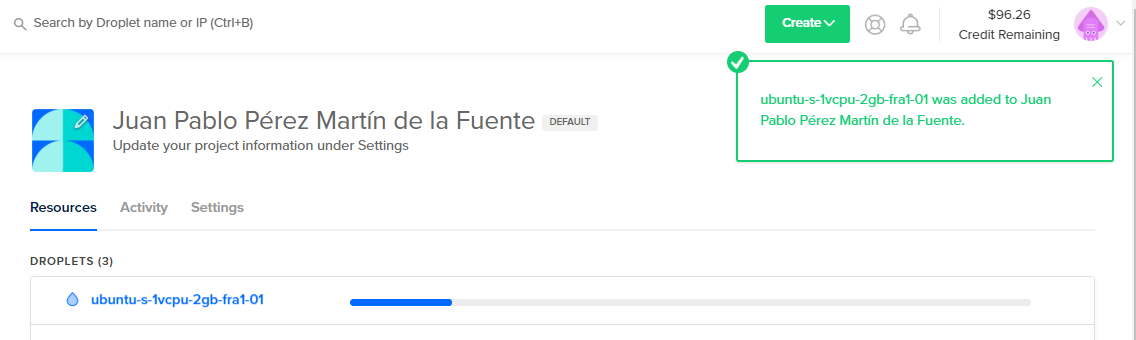 Search by Droplet name or IP (Ctrl+B)
Create
$96.26
Credit Remaining
ubuntu-s-1vcpu-2gb-fra1-01 was added to Juan
Pablo Pérez Martín de la Fuente.
Juan Pablo Pérez Martín de la Fuente DEFAULT
Update your project information under Settings
Resources Activity Settings
DROPLETS (3)
ubuntu-s-1vcpu-2gb-fra1-01